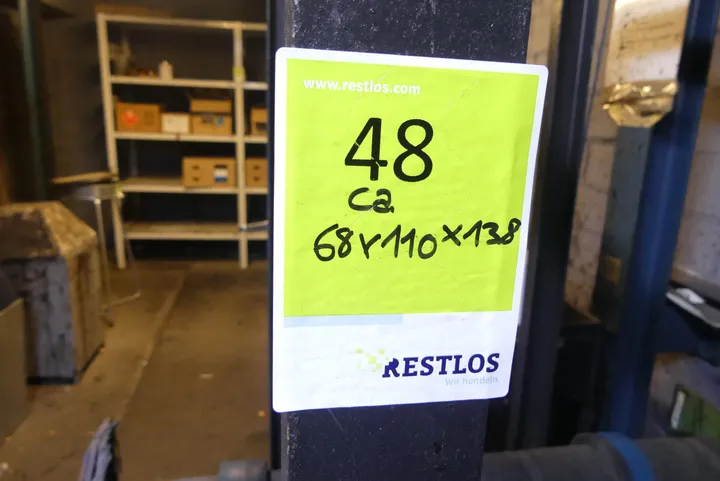 www.restlos.com
48
ca
68x110x138
RESTLOS
Wir handeln.